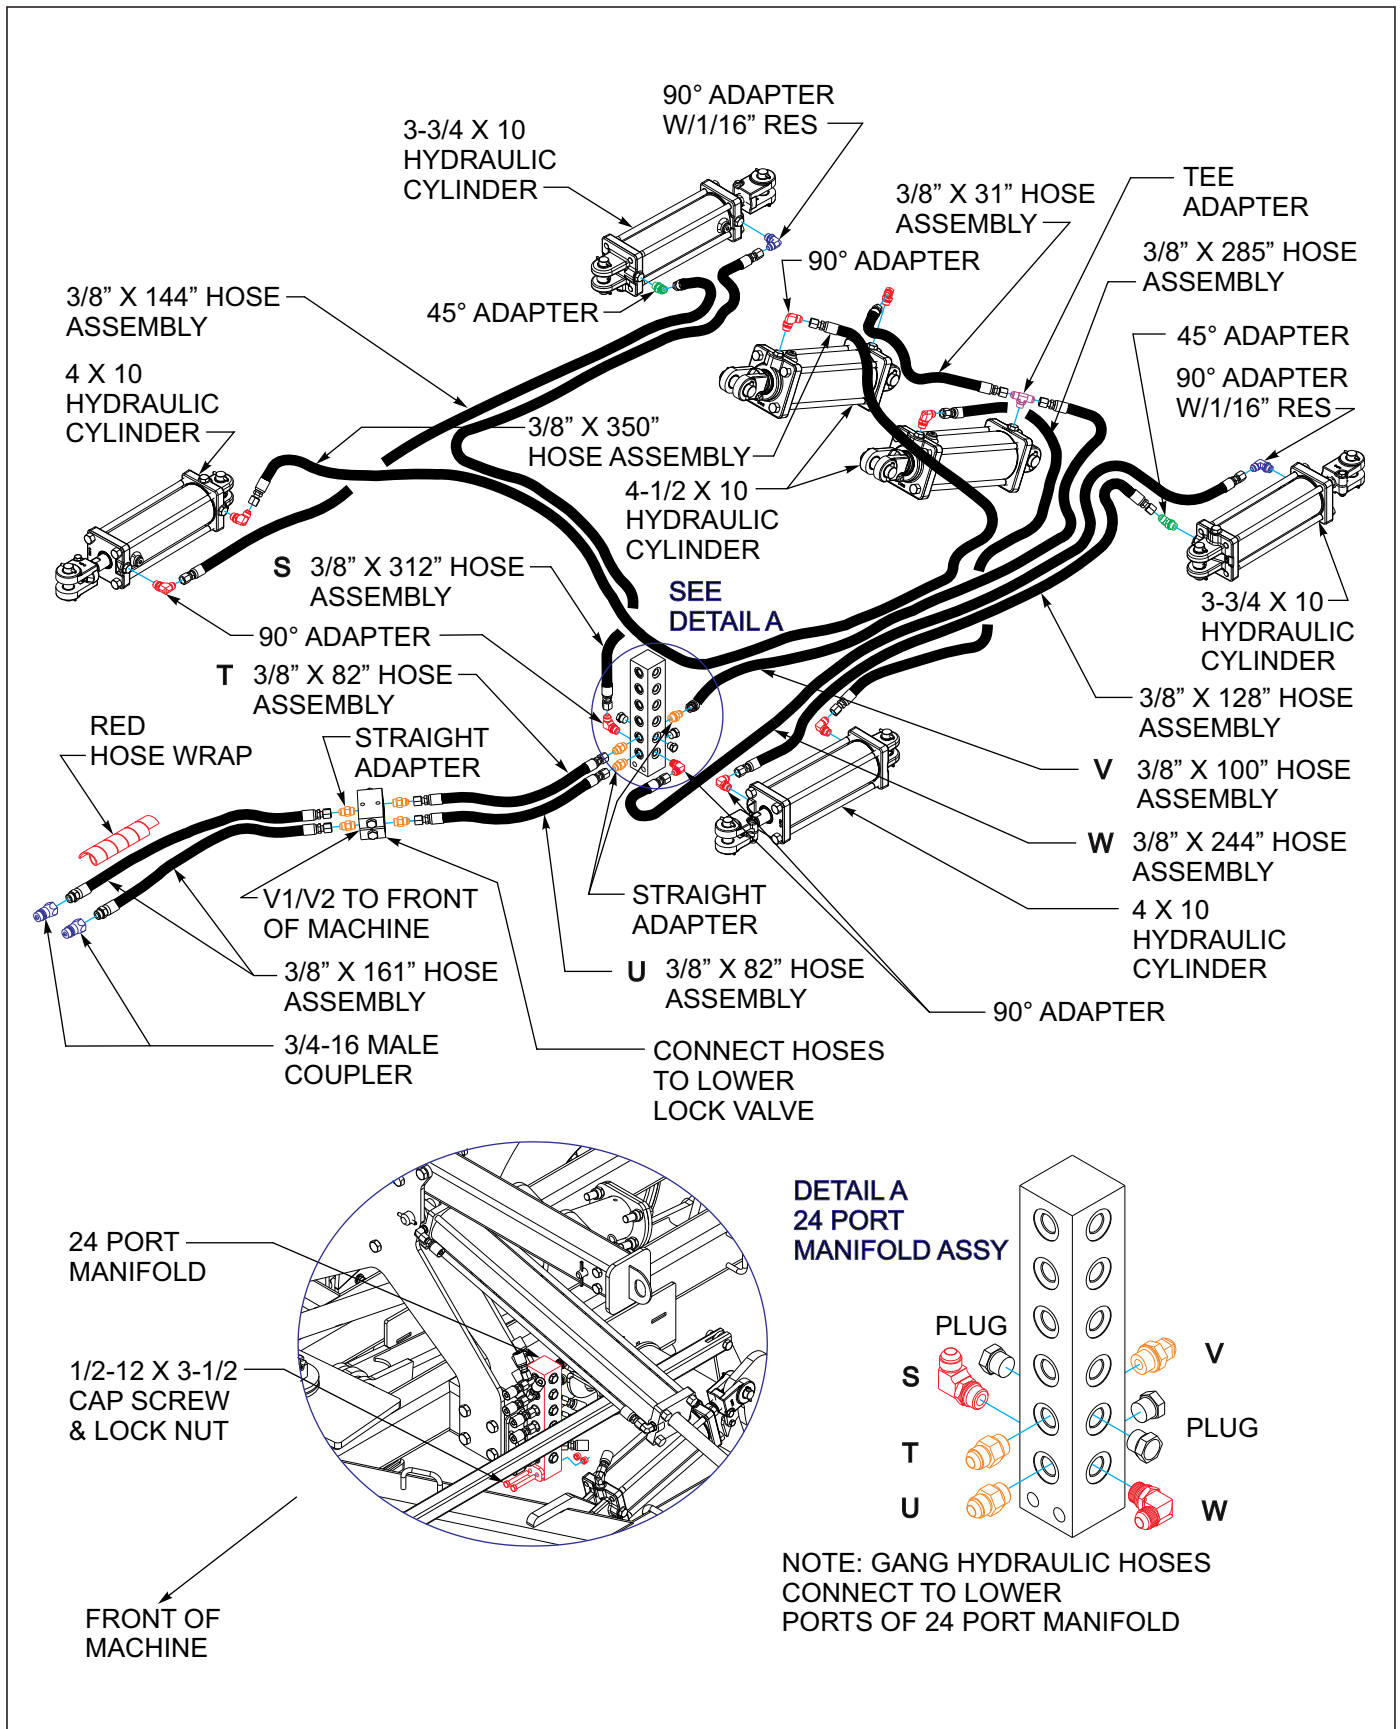 90° ADAPTER
W/1/16” RES
3-3/4 X 10
HYDRAULIC
CYLINDER
TEE
ADAPTER
3/8” X 31” HOSE
ASSEMBLY
90° ADAPTER
3/8” X 285” HOSE
ASSEMBLY
3/8” X 144” HOSE
ASSEMBLY
45° ADAPTER
45° ADAPTER
4 X 10
HYDRAULIC
CYLINDER
90° ADAPTER
W/1/16” RES
3/8” X 350”
HOSE ASSEMBLY
4-1/2 X 10
HYDRAULIC
CYLINDER
S 3/8” X 312” HOSE
ASSEMBLY
SEE
DETAIL A
3-3/4 X 10
HYDRAULIC
CYLINDER
90° ADAPTER
T 3/8” X 82” HOSE
ASSEMBLY
3/8” X 128” HOSE
ASSEMBLY
RED
HOSE WRAP
STRAIGHT
ADAPTER
V 3/8” X 100” HOSE
ASSEMBLY
W 3/8” X 244” HOSE
ASSEMBLY
V1/V2 TO FRONT
OF MACHINE
STRAIGHT
ADAPTER
4 X 10
HYDRAULIC
CYLINDER
3/8” X 161” HOSE
ASSEMBLY
U 3/8” X 82” HOSE
ASSEMBLY
90° ADAPTER
3/4-16 MALE
COUPLER
CONNECT HOSES
TO LOWER
LOCK VALVE
24 PORT
MANIFOLD
1/2-12 X 3-1/2
CAP SCREW
& LOCK NUT
FRONT OF
MACHINE
DETAIL A
24 PORT
MANIFOLD ASSY
PLUG
S
V
T
PLUG
U
W
NOTE: GANG HYDRAULIC HOSES
CONNECT TO LOWER
PORTS OF 24 PORT MANIFOLD